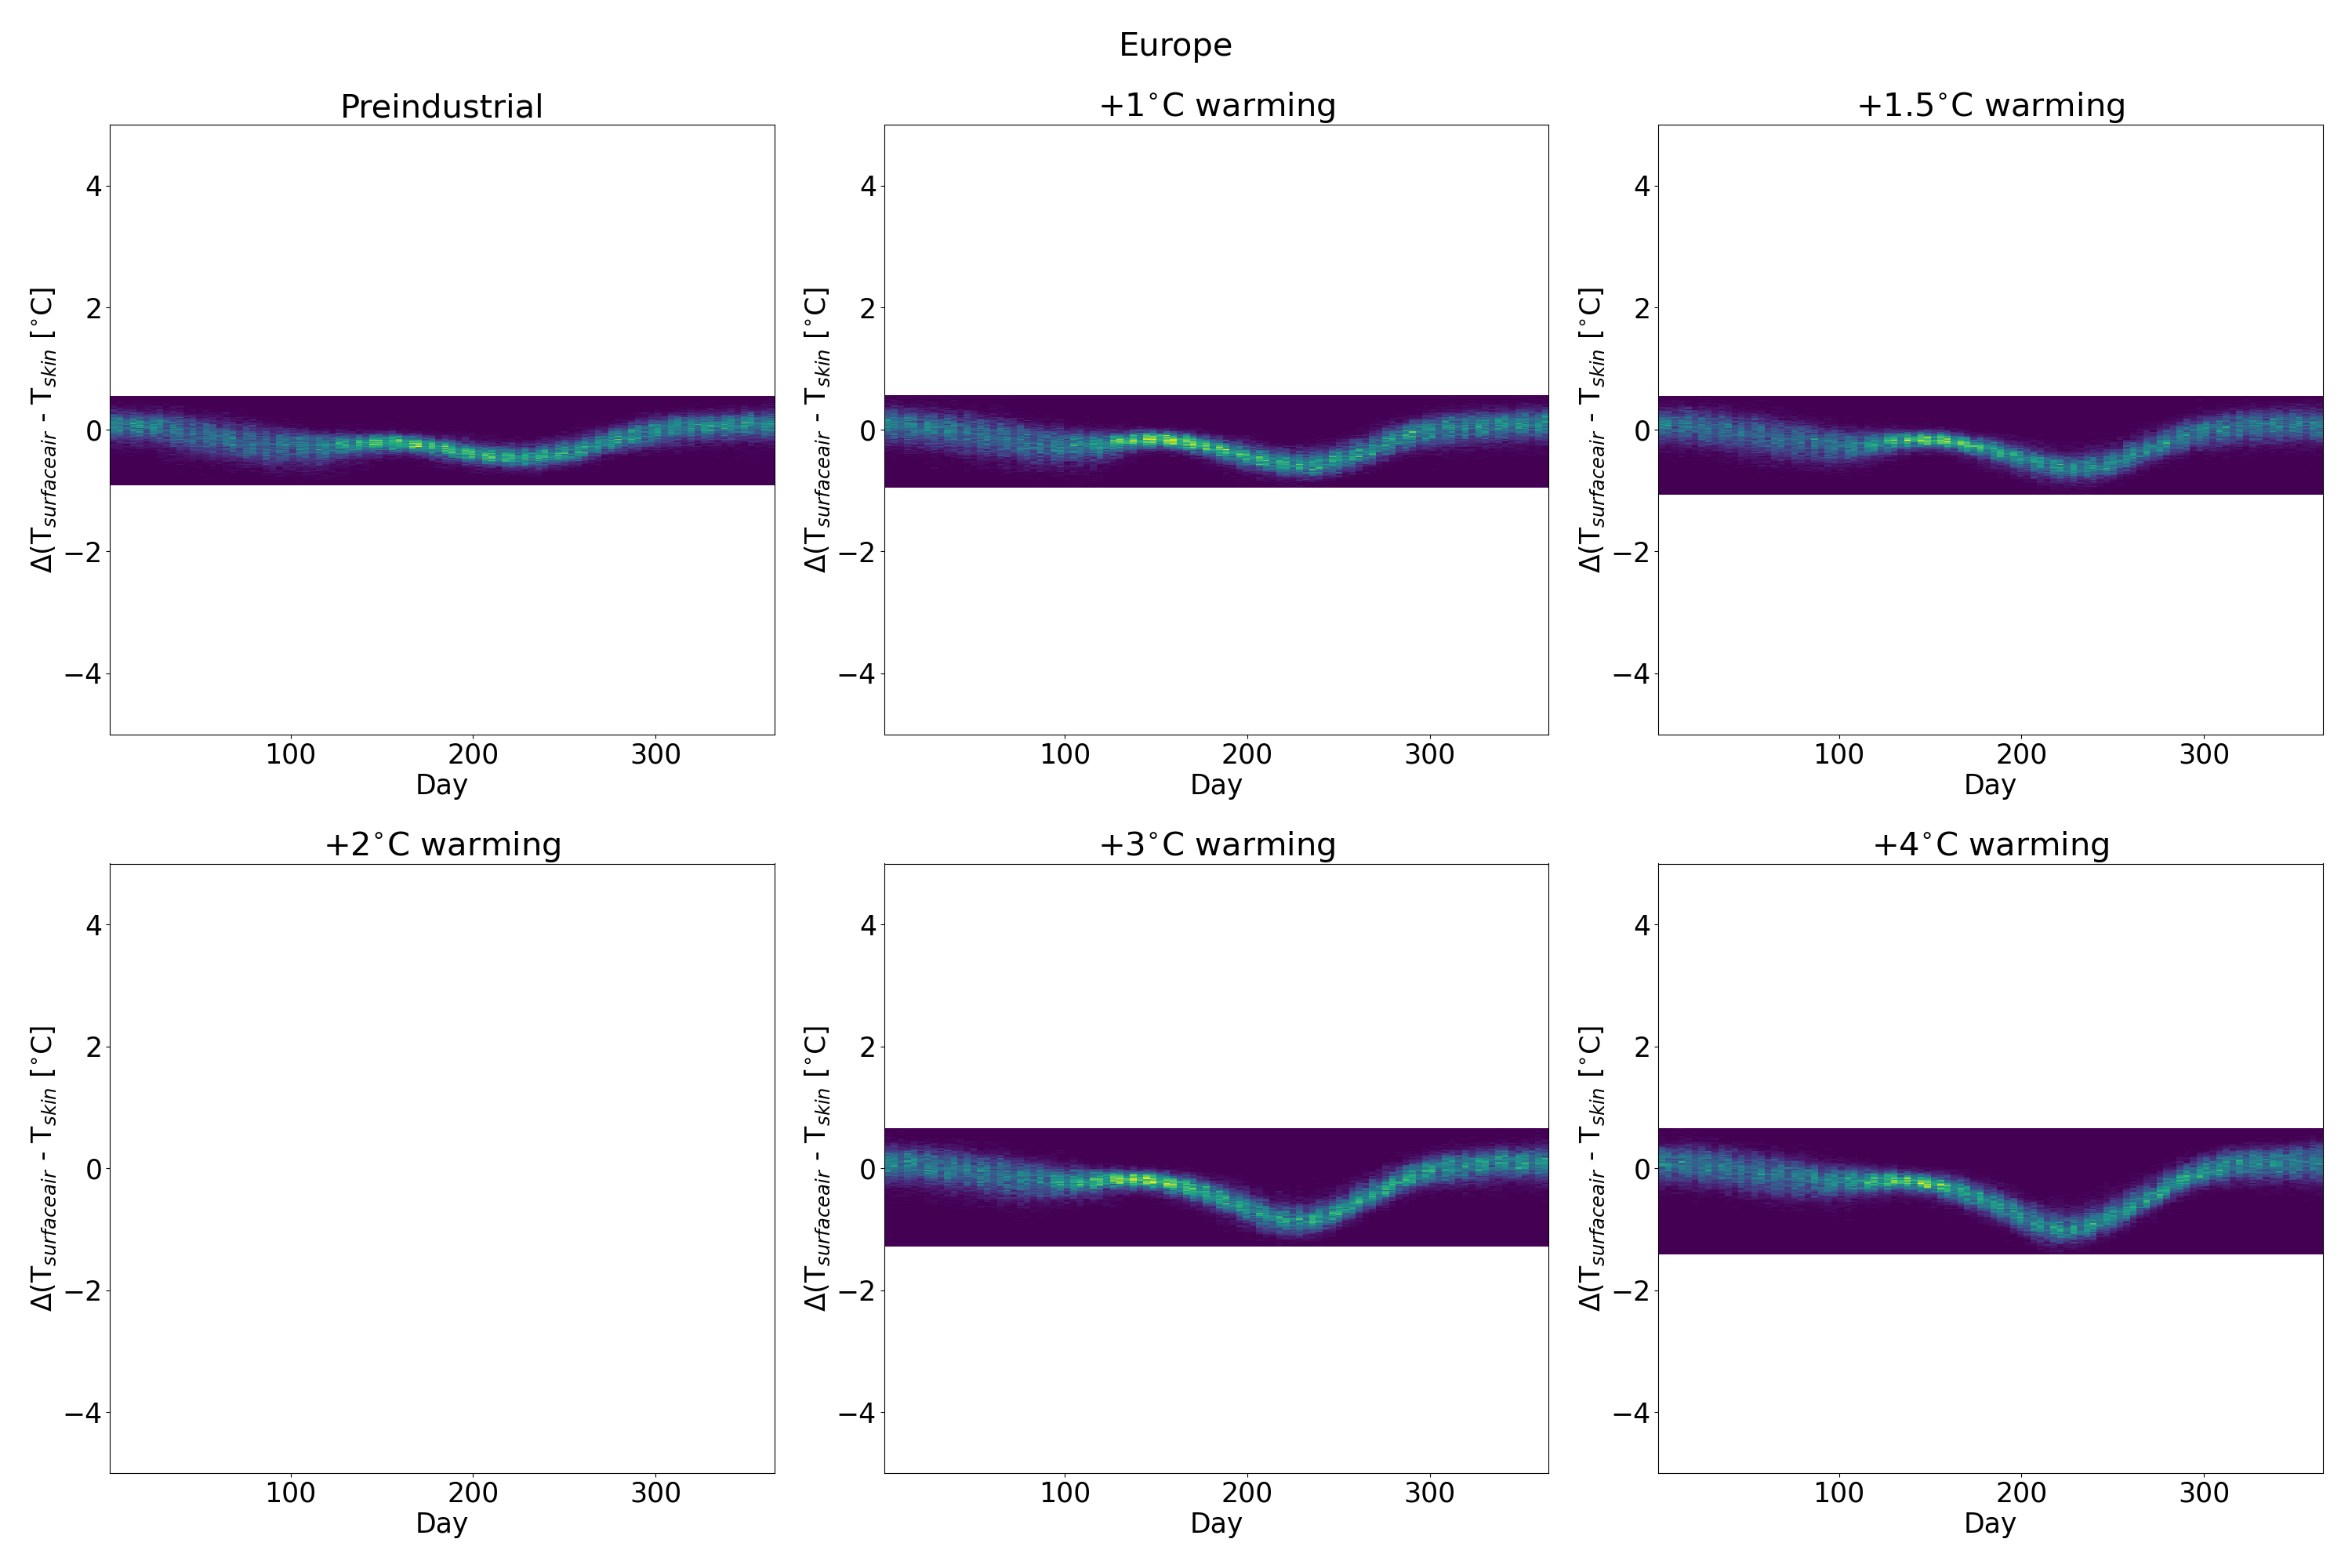 Europe
Preindustrial
+1°C warming
+1.5°C warming
Δ(T_surfaceair - T_skin [°C]
4
2
0
−2
−4
100 200 300
Day
Δ(T_surfaceair - T_skin [°C]
4
2
0
−2
−4
100 200 300
Day
Δ(T_surfaceair - T_skin [°C]
4
2
0
−2
−4
100 200 300
Day
+2°C warming
+3°C warming
+4°C warming
Δ(T_surfaceair - T_skin [°C]
4
2
0
−2
−4
100 200 300
Day
Δ(T_surfaceair - T_skin [°C]
4
2
0
−2
−4
100 200 300
Day
Δ(T_surfaceair - T_skin [°C]
4
2
0
−2
−4
100 200 300
Day